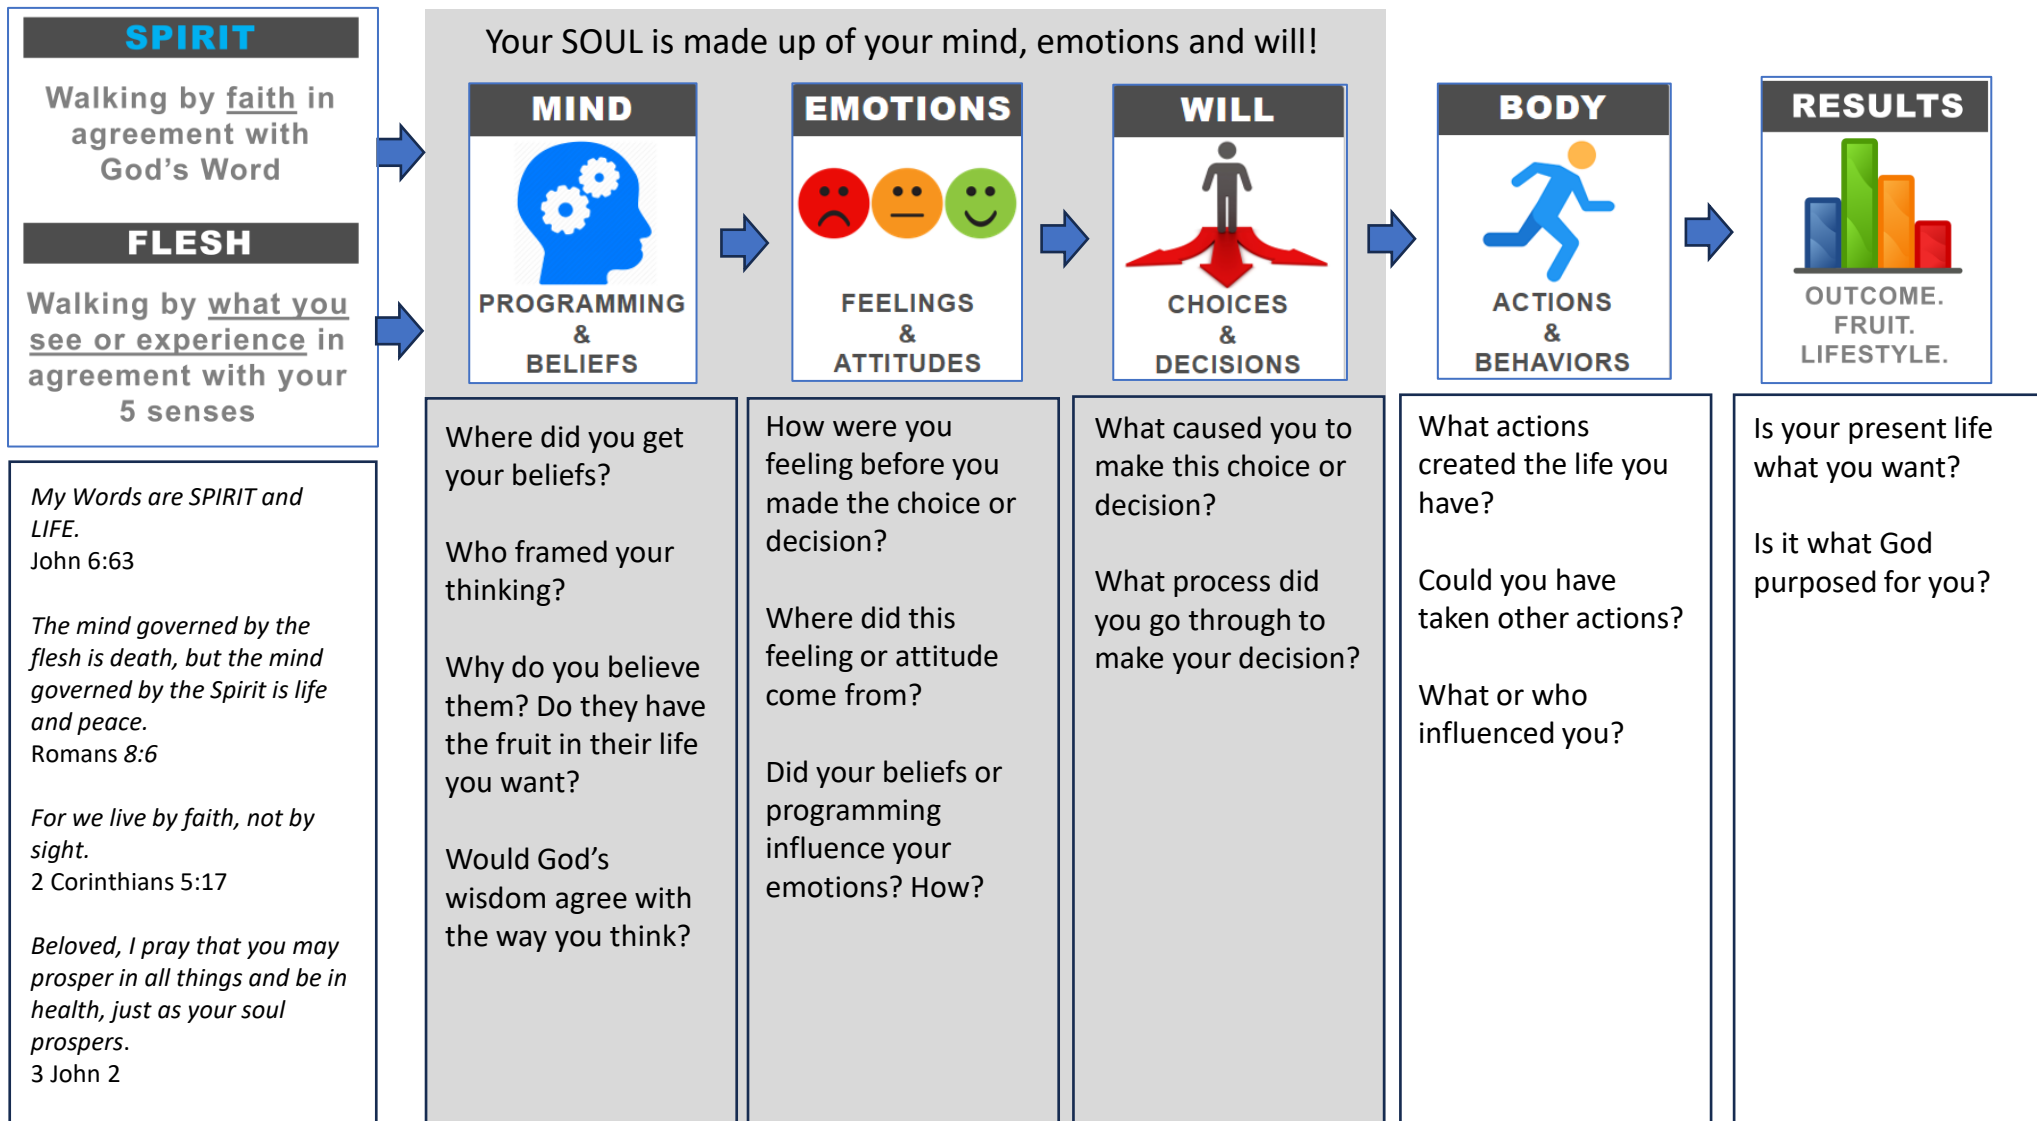 SPIRIT
Walking by faith in
agreement with
God's Word
FLESH
Walking by what you
see or experience in
agreement with your
5 senses
My Words are SPIRIT and
LIFE.
John 6:63
The mind governed by the
flesh is death, but the mind
governed by the Spirit is life
and peace.
Romans 8:6
For we live by faith, not by
sight.
2 Corinthians 5:17
Beloved, I pray that you may
prosper in all things and be in
health, just as your soul
prospers.
3 John 2
Your SOUL is made up of your mind, emotions and will!
MIND
PROGRAMMING
&
BELIEFS
Where did you get
your beliefs?
Who framed your
thinking?
Why do you believe
them? Do they have
the fruit in their life
you want?
Would God's
wisdom agree with
the way you think?
EMOTIONS
FEELINGS
&
ATTITUDES
How were you
feeling before you
made the choice or
decision?
Where did this
feeling or attitude
come from?
Did your beliefs or
programming
influence your
emotions? How?
WILL
CHOICES
&
DECISIONS
What caused you to
make this choice or
decision?
What process did
you go through to
make your decision?
BODY
ACTIONS
&
BEHAVIORS
What actions
created the life you
have?
Could you have
taken other actions?
What or who
influenced you?
RESULTS
OUTCOME.
FRUIT.
LIFESTYLE.
Is your present life
what you want?
Is it what God
purposed for you?